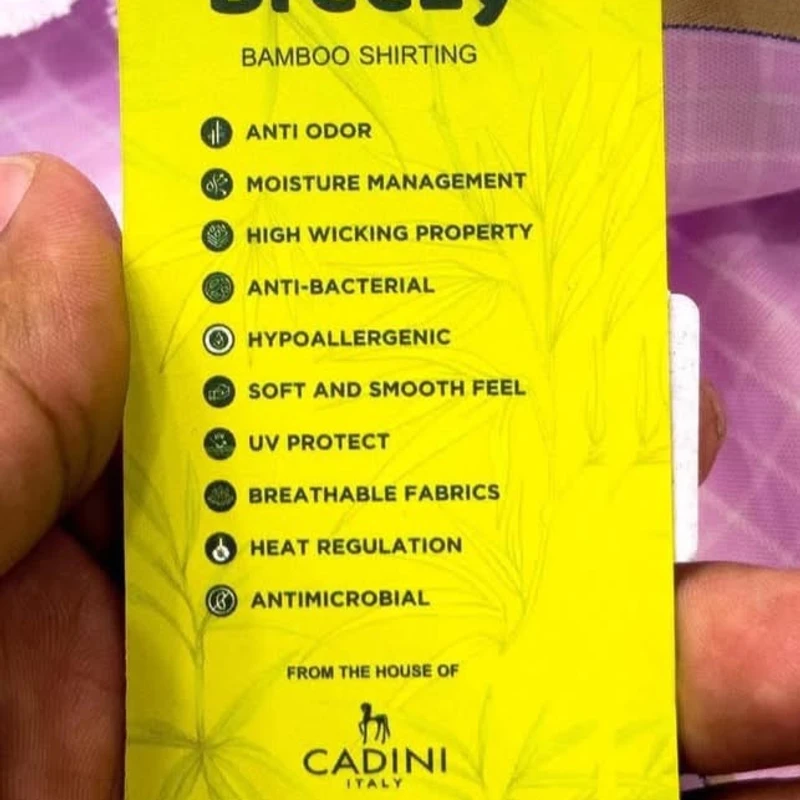 Breezy
BAMBOO SHIRTING
ANTI ODOR
MOISTURE MANAGEMENT
HIGH WICKING PROPERTY
ANTI-BACTERIAL
HYPOALLERGENIC
SOFT AND SMOOTH FEEL
UV PROTECT
BREATHABLE FABRICS
HEAT REGULATION
ANTIMICROBIAL
FROM THE HOUSE OF
CADINI
ITALY